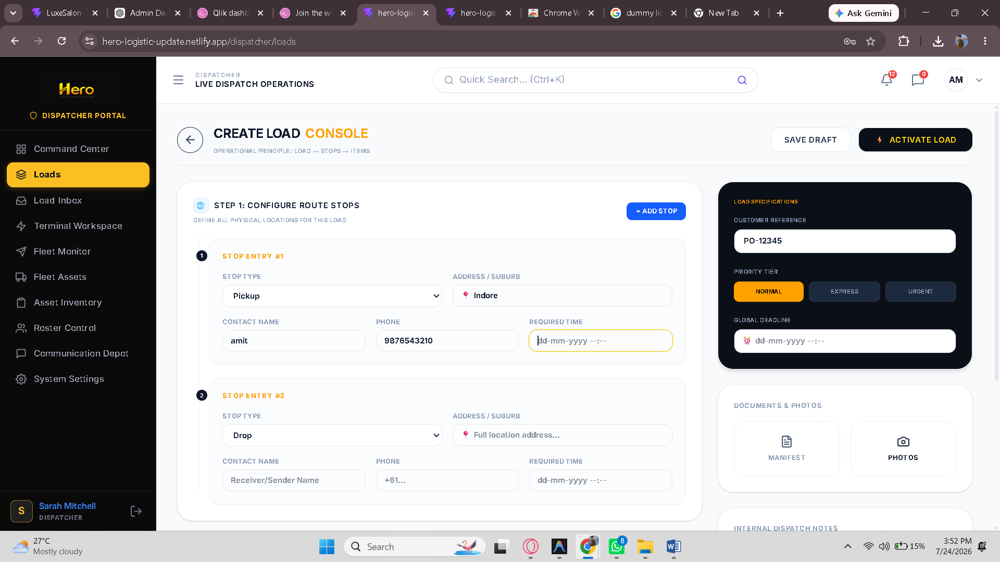 LuxeSalon
Admin Da
Qlik dashb
Join the w
hero-logis
hero-logis
Chrome W
dummy lic
New Tab
Ask Gemini
hero-logistic-update.netlify.app/dispatcher/loads
Hero
DISPATCHER PORTAL
Command Center
Loads
Load Inbox
Terminal Workspace
Fleet Monitor
Fleet Assets
Asset Inventory
Roster Control
Communication Depot
System Settings
S
Sarah Mitchell
DISPATCHER
DISPATCHER
LIVE DISPATCH OPERATIONS
Quick Search... (Ctrl+K)
12
0
AM
CREATE LOAD CONSOLE
OPERATIONAL PRINCIPLE: LOAD → STOPS → ITEMS
SAVE DRAFT
ACTIVATE LOAD
STEP 1: CONFIGURE ROUTE STOPS
DEFINE ALL PHYSICAL LOCATIONS FOR THIS LOAD
+ ADD STOP
1
STOP ENTRY #1
STOP TYPE
ADDRESS / SUBURB
Pickup
Indore
CONTACT NAME
PHONE
REQUIRED TIME
amit
9876543210
dd-mm-yyyy --:--
2
STOP ENTRY #2
STOP TYPE
ADDRESS / SUBURB
Drop
Full location address...
CONTACT NAME
PHONE
REQUIRED TIME
Receiver/Sender Name
+61...
dd-mm-yyyy --:--
LOAD SPECIFICATIONS
CUSTOMER REFERENCE
PO-12345
PRIORITY TIER
NORMAL
EXPRESS
URGENT
GLOBAL DEADLINE
dd-mm-yyyy --:--
DOCUMENTS & PHOTOS
MANIFEST
PHOTOS
INTERNAL DISPATCH NOTES
27°C
Mostly cloudy
Search
8
15%
3:52 PM
7/24/2026